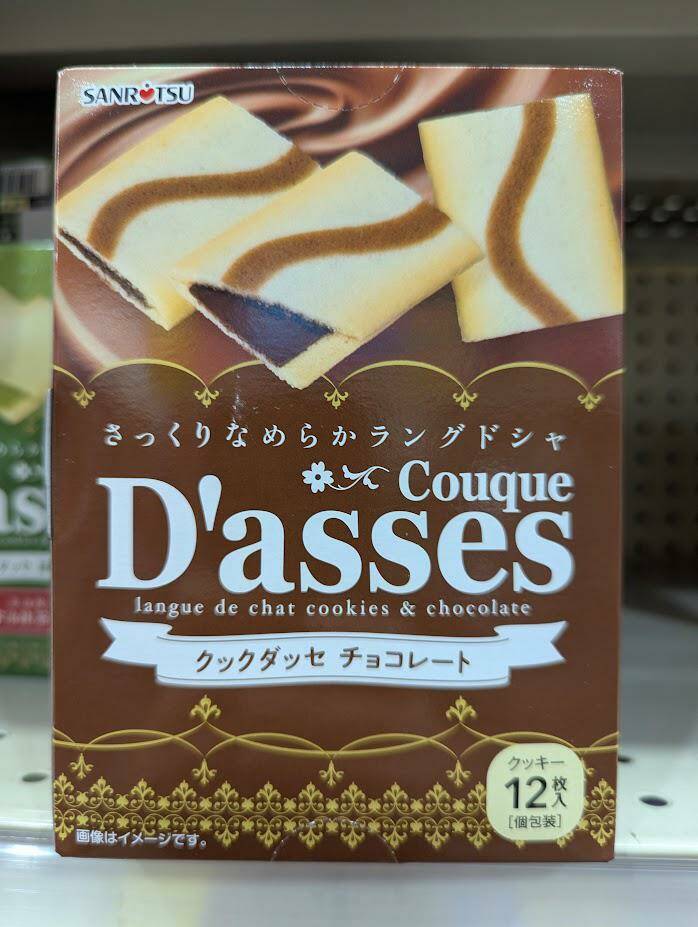 SANRITSU
さっくりなめらかラングドシャ
Couque
D'asses
langue de chat cookies & chocolate
クックダッセ チョコレート
クッキー
12枚入
[個包装]
画像はイメージです。